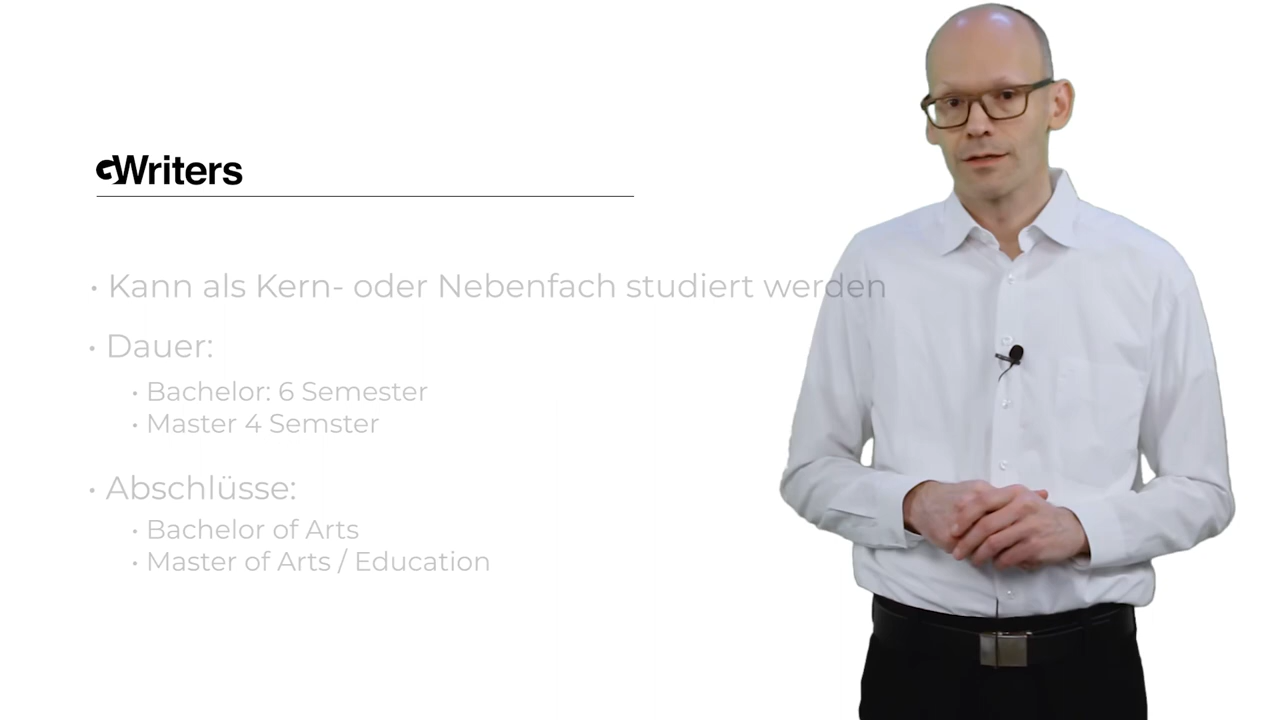 GWriters
• Kann als Kern- oder Nebenfach studiert werden
• Dauer:
• Bachelor: 6 Semester
• Master 4 Semster
• Abschlüsse:
• Bachelor of Arts
• Master of Arts / Education